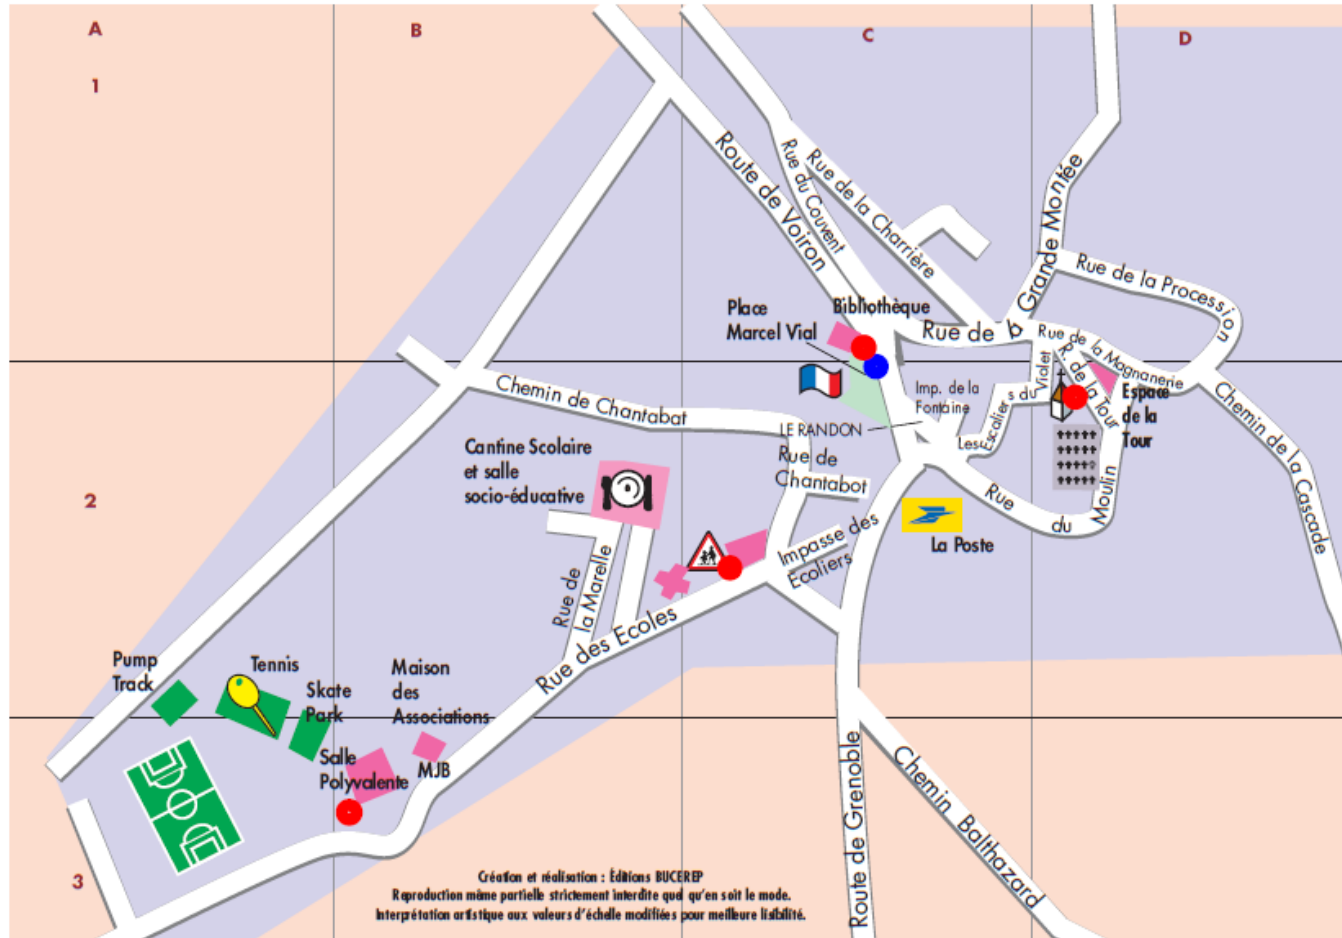 A
B
C
D
1
Route de Voiron
Rue du Couvent
Rue de la Charrière
Grande Montée
Rue de la Procession
Place
Marcel Vial
Bibliothèque
Rue de
Rue de la Magnanerie
R. de la Tour
Violet
Escaliers du
Les
Imp. de la
Fontaine
Espace
de la
Tour
Chemin de la Cascade
LE RANDON
Chemin de Chantabat
Rue de
Chantabot
Cantine Scolaire
et salle
socio-éducative
2
Rue du Moulin
La Poste
Impasse des
Écoliers
Rue de
la Marelle
Rue des Ecoles
Pump
Track
Tennis
Skate
Park
Maison
des
Associations
MJB
Salle
Polyvalente
Route de Grenoble
Chemin Balthazard
3
Création et réalisation : Éditions BUCEREP
Reproduction même partielle strictement interdite quel qu'en soit le mode.
Interprétation artistique aux valeurs d'échelle modifiées pour meilleure lisibilité.